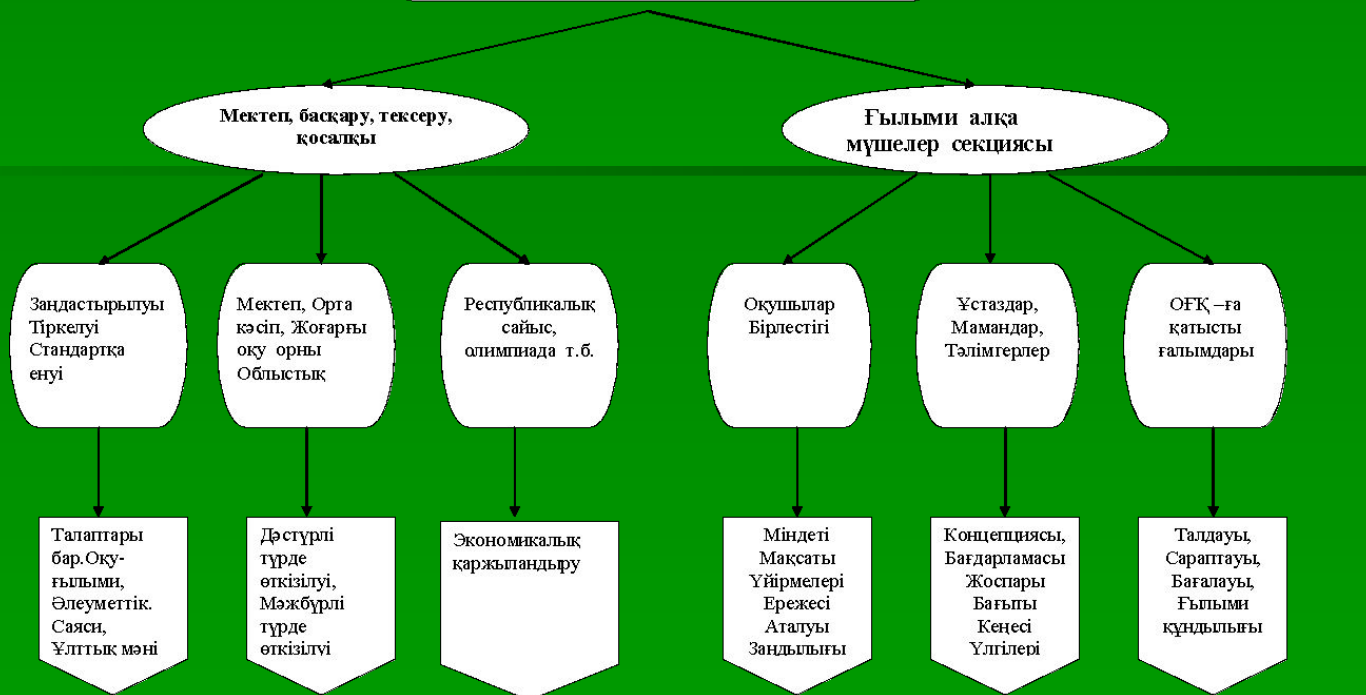 Мектеп, басқару, тексеру,
қосалқы
Ғылыми алқа
мүшелер секциясы
Заңдастырылуы
Тіркелуі
Стандартқа
енуі
Мектеп, Орта
кәсіп, Жоғарғы
оқу орны
Облыстық
Республикалық
сайыс,
олимпиада т.б.
Оқушылар
Бірлестігі
Ұстаздар,
Мамандар,
Тәлімгерлер
ОҒҚ –ға
қатысты
ғалымдары
Талаптары
бар.Оқу-
ғылыми,
Әлеуметтік.
Саяси,
Ұлттық мәні
Дәстүрлі
түрде
өткізілуі,
Мәжбүрлі
түрде
өткізілуі
Экономикалық
қаржыландыру
Міндеті
Мақсаты
Үйірмелері
Ережесі
Аталуы
Заңдылығы
Концепциясы,
Бағдарламасы
Жоспары
Бағыты
Кеңесі
Үлгілері
Талдауы,
Сараптауы,
Бағалауы,
Ғылыми
құндылығы